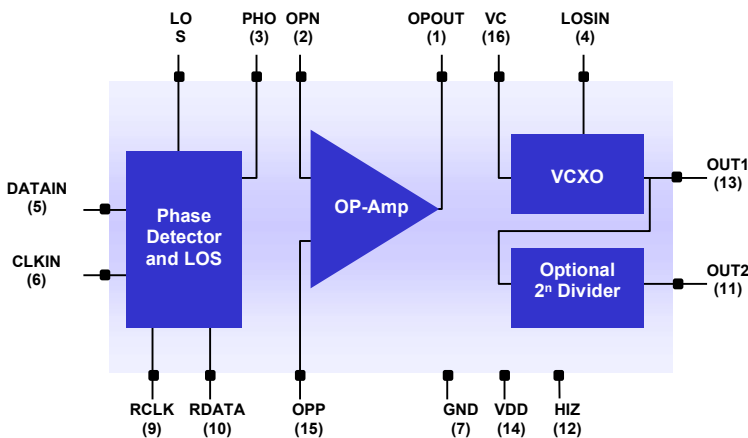 LO
S
PHO
(3)
OPN
(2)
OPOUT
(1)
VC
(16)
LOSIN
(4)
DATAIN
(5)
CLKIN
(6)
Phase
Detector
and LOS
OP-Amp
VCXO
Optional
2ⁿ Divider
OUT1
(13)
OUT2
(11)
RCLK
(9)
RDATA
(10)
OPP
(15)
GND
(7)
VDD
(14)
HIZ
(12)